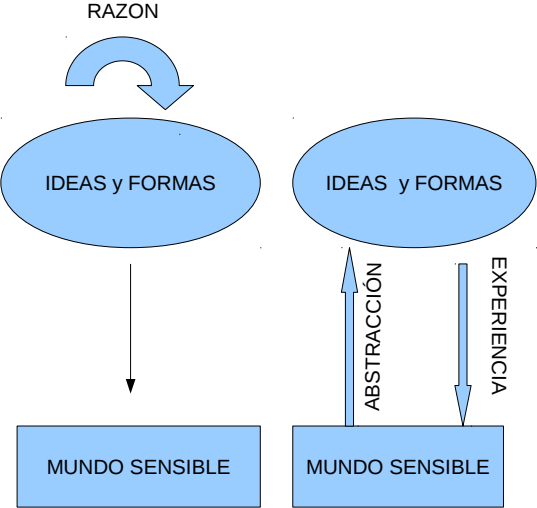 RAZON
IDEAS y FORMAS
IDEAS y FORMAS
ABSTRACCIÓN
EXPERIENCIA
MUNDO SENSIBLE
MUNDO SENSIBLE